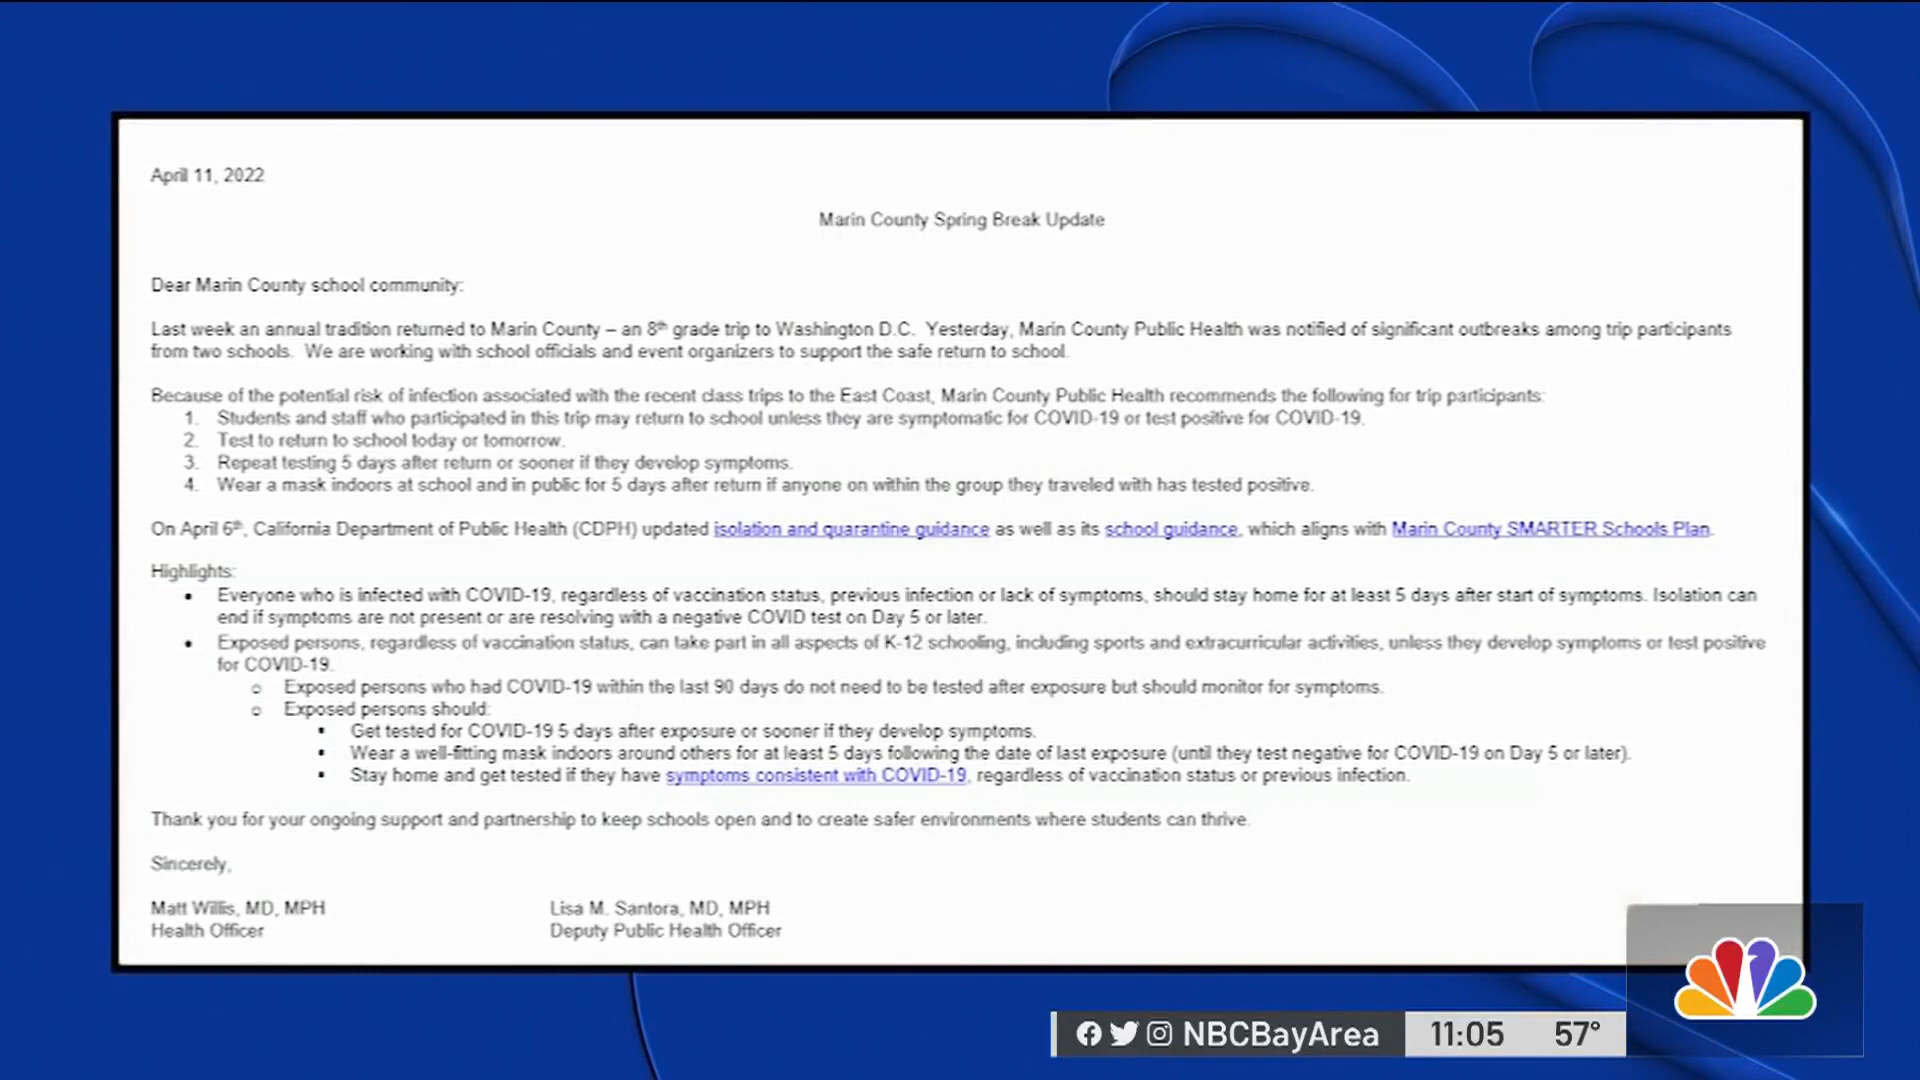 April 11, 2022
Marin County Spring Break Update
Dear Marin County school community:
Last week an annual tradition returned to Marin County – an 8th grade trip to Washington D.C. Yesterday, Marin County Public Health was notified of significant outbreaks among trip participants
from two schools. We are working with school officials and event organizers to support the safe return to school.
Because of the potential risk of infection associated with the recent class trips to the East Coast, Marin County Public Health recommends the following for trip participants:
1. Students and staff who participated in this trip may return to school unless they are symptomatic for COVID-19 or test positive for COVID-19.
2. Test to return to school today or tomorrow.
3. Repeat testing 5 days after return or sooner if they develop symptoms.
4. Wear a mask indoors at school and in public for 5 days after return if anyone on within the group they traveled with has tested positive.
On April 6th, California Department of Public Health (CDPH) updated isolation and quarantine guidance as well as its school guidance, which aligns with Marin County SMARTER Schools Plan.
Highlights:
• Everyone who is infected with COVID-19, regardless of vaccination status, previous infection or lack of symptoms, should stay home for at least 5 days after start of symptoms. Isolation can
end if symptoms are not present or are resolving with a negative COVID test on Day 5 or later.
• Exposed persons, regardless of vaccination status, can take part in all aspects of K-12 schooling, including sports and extracurricular activities, unless they develop symptoms or test positive
for COVID-19.
o Exposed persons who had COVID-19 within the last 90 days do not need to be tested after exposure but should monitor for symptoms.
o Exposed persons should:
▪ Get tested for COVID-19 5 days after exposure or sooner if they develop symptoms.
▪ Wear a well-fitting mask indoors around others for at least 5 days following the date of last exposure (until they test negative for COVID-19 on Day 5 or later).
▪ Stay home and get tested if they have symptoms consistent with COVID-19, regardless of vaccination status or previous infection.
Thank you for your ongoing support and partnership to keep schools open and to create safer environments where students can thrive.
Sincerely,
Matt Willis, MD, MPH Lisa M. Santora, MD, MPH
Health Officer Deputy Public Health Officer
NBCBayArea 11:05 57°